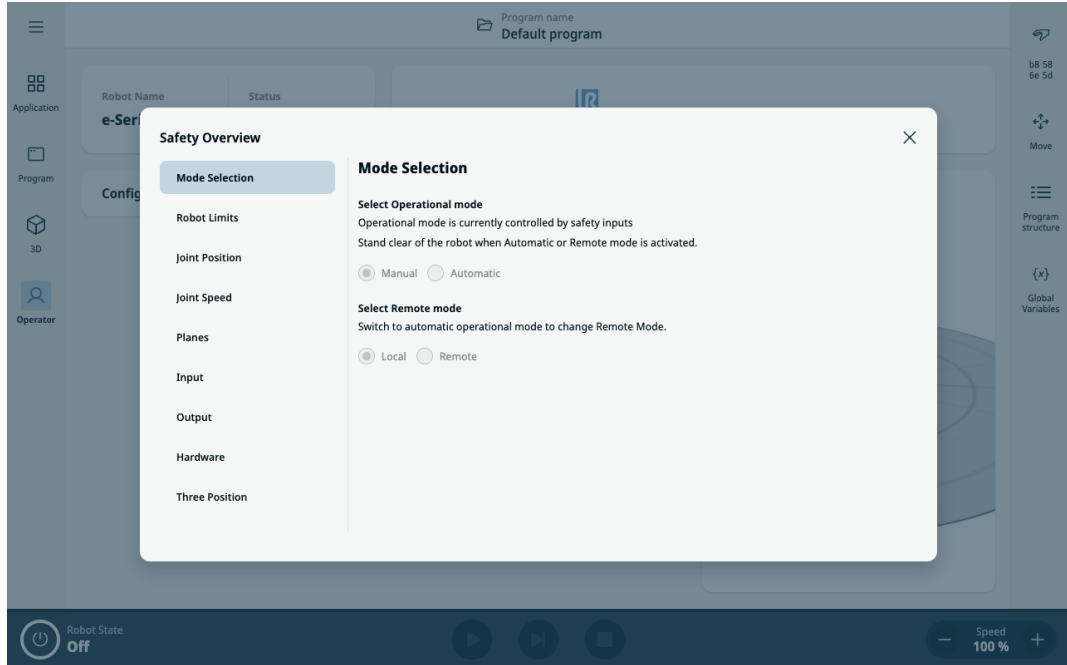 Program name
Default program
b8 58
6e 5d
Application
Robot Name
Status
e-Seri
Safety Overview
Mode Selection
Mode Selection
Move
Program
Select Operational mode
Config
Operational mode is currently controlled by safety inputs
Robot Limits
Program
structure
Stand clear of the robot when Automatic or Remote mode is activated.
3D
Joint Position
Manual
Automatic
Joint Speed
Global
Variables
Select Remote mode
Operator
Switch to automatic operational mode to change Remote Mode.
Planes
Local
Remote
Input
Output
Hardware
Three Position
Robot State
Off
Speed
100 %
{x}